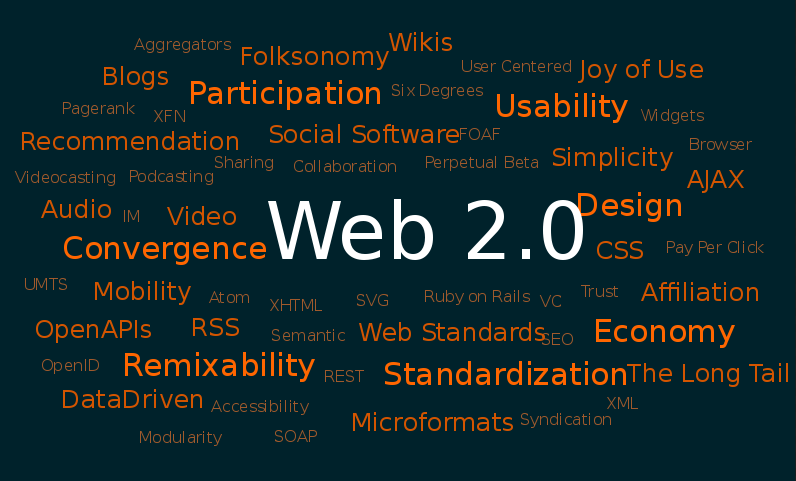 Wikis
Aggregators
Folksonomy
User Centered
Joy of Use
Blogs
Participation
Six Degrees
Usability
Pagerank
XFN
Widgets
Recommendation
Social Software
FOAF
Browser
Sharing
Collaboration
Perpetual Beta
Simplicity
Videocasting
Podcasting
AJAX
Audio
IM
Video
Web 2.0
Design
Convergence
CSS
Pay Per Click
UMTS
Mobility
Atom
XHTML
SVG
Ruby on Rails
VC
Trust
Affiliation
OpenAPIs
RSS
Semantic
Web Standards
SEO
Economy
OpenID
Remixability
REST
Standardization
The Long Tail
DataDriven
Accessibility
XML
Microformats
Syndication
Modularity
SOAP